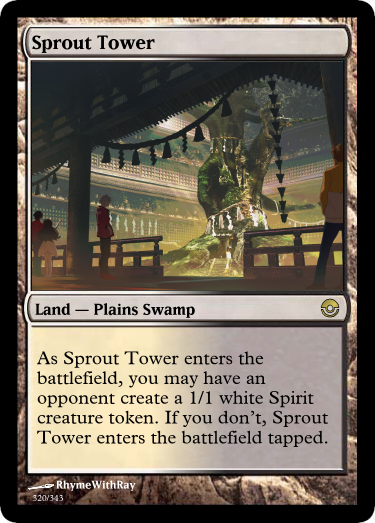 Sprout Tower
Land — Plains Swamp
As Sprout Tower enters the
battlefield, you may have an
opponent create a 1/1 white Spirit
creature token. If you don't, Sprout
Tower enters the battlefield tapped.
RhymeWithRay
320/343